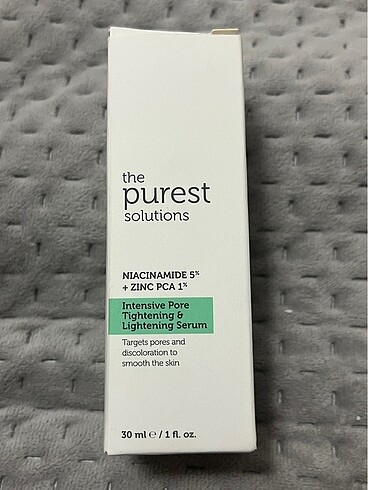 the
purest
solutions
NIACINAMIDE 5%
+ ZINC PCA 1%
Intensive Pore
Tightening &
Lightening Serum
Targets pores and
discoloration to
smooth the skin
30 ml ℮ / 1 fl. oz.